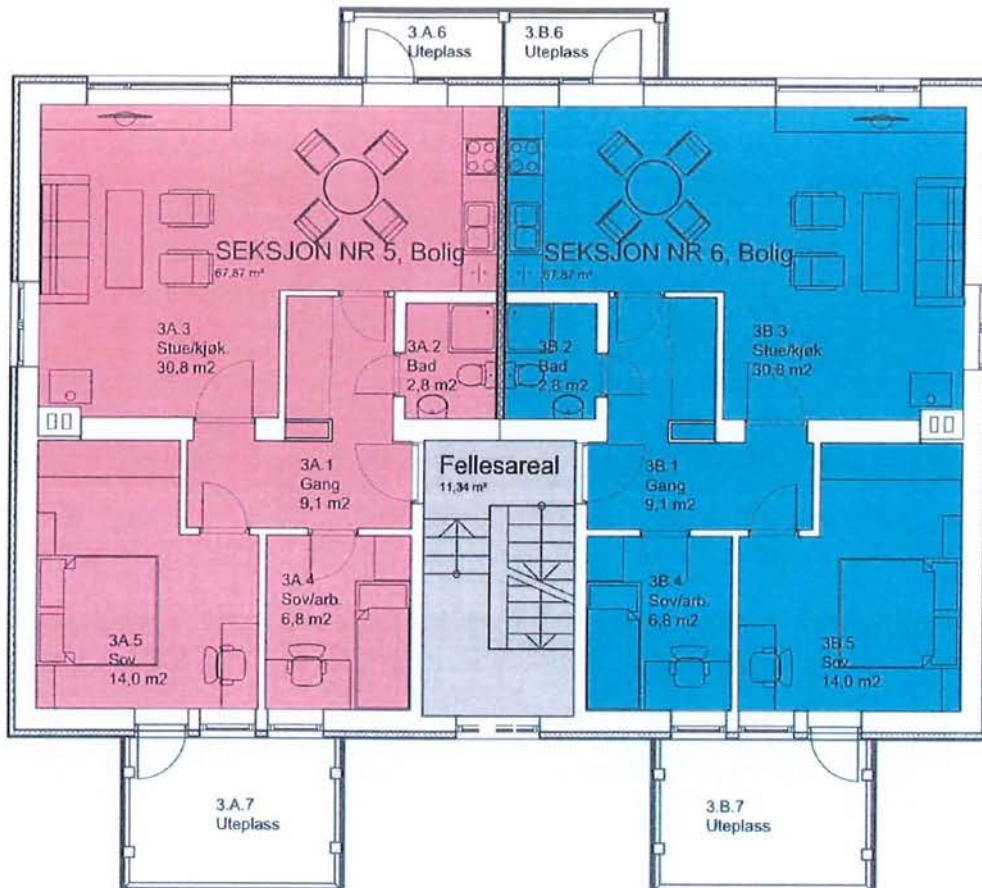 3.A.6
Uteplass
3.B.6
Uteplass
SEKSJON NR 5, Bolig
67,87 m²
SEKSJON NR 6, Bolig
67,87 m²
3A.3
Stue/kjøk.
30,8 m2
3A.2
Bad
2,8 m2
3B.2
Bad
2,8 m2
3B.3
Stue/kjøk.
30,8 m2
3A.1
Gang
9,1 m2
Fellesareal
11,34 m²
3B.1
Gang
9,1 m2
3A.4
Sov/arb.
6,8 m2
3B.4
Sov/arb.
6,8 m2
3A.5
Sov
14,0 m2
3B.5
Sov
14,0 m2
3.A.7
Uteplass
3.B.7
Uteplass